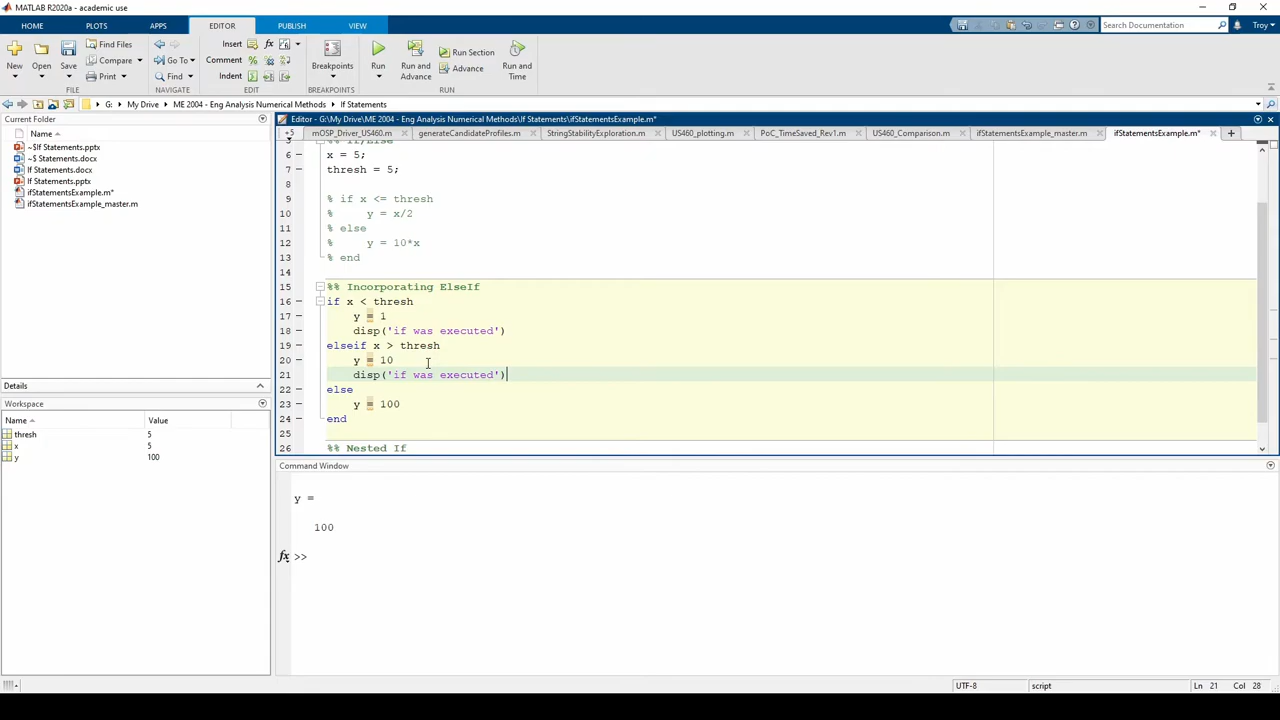 MATLAB R2020a - academic use
HOME PLOTS APPS EDITOR PUBLISH VIEW Search Documentation Troy
New Open Save Find Files Compare Print
Go To Find
Insert fx Comment Indent
Breakpoints
Run Run and Advance Run Section Advance Run and Time
FILE NAVIGATE EDIT BREAKPOINTS RUN
G: My Drive ME 2004 - Eng Analysis Numerical Methods If Statements
Current Folder
Name
~$If Statements.pptx
~$ Statements.docx
If Statements.docx
If Statements.pptx
ifStatementsExample.m*
ifStatementsExample_master.m
Details
Workspace
Name Value
thresh 5
x 5
y 100
Editor - G:\My Drive\ME 2004 - Eng Analysis Numerical Methods\If Statements\ifStatementsExample.m*
+5 mOSP_Driver_US460.m generateCandidateProfiles.m StringStabilityExploration.m US460_plotting.m PoC_TimeSaved_Rev1.m US460_Comparison.m ifStatementsExample_master.m ifStatementsExample.m* +
5 %% If/Else
6 x = 5;
7 thresh = 5;
8
9 % if x <= thresh
10 % y = x/2
11 % else
12 % y = 10*x
13 % end
14
15 %% Incorporating ElseIf
16 if x < thresh
17 y = 1
18 disp('if was executed')
19 elseif x > thresh
20 y = 10
21 disp('if was executed')
22 else
23 y = 100
24 end
25
26 %% Nested If
Command Window
y =
100
fx >>
UTF-8 script Ln 21 Col 28